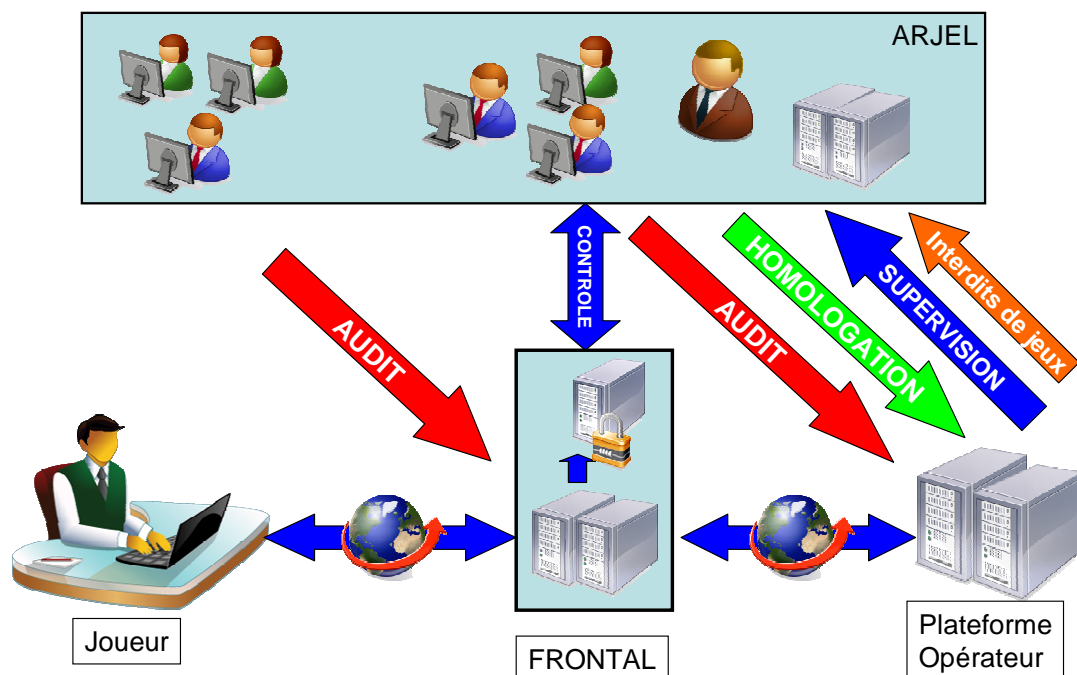 ARJEL
CONTROLE
AUDIT
AUDIT
HOMOLOGATION
SUPERVISION
Interdits de jeux
Joueur
FRONTAL
Plateforme
Opérateur